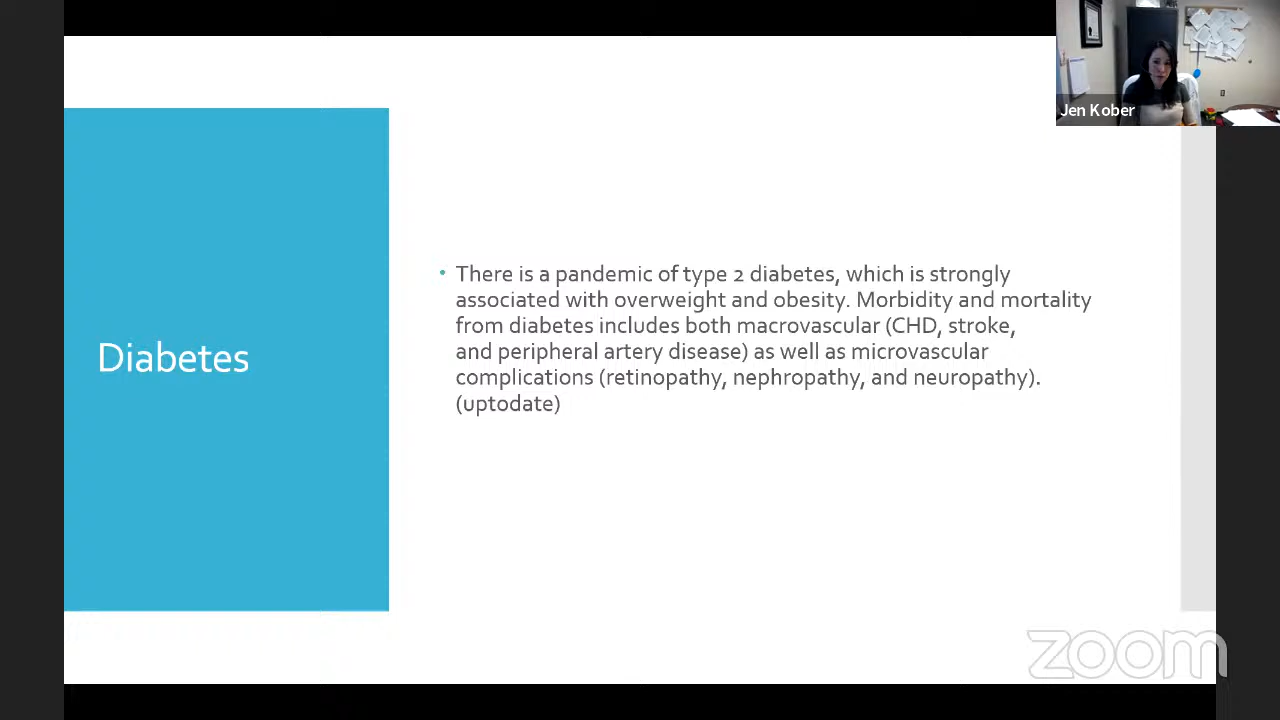 Jen Kober
Diabetes
• There is a pandemic of type 2 diabetes, which is strongly
associated with overweight and obesity. Morbidity and mortality
from diabetes includes both macrovascular (CHD, stroke,
and peripheral artery disease) as well as microvascular
complications (retinopathy, nephropathy, and neuropathy).
(uptodate)
zoom